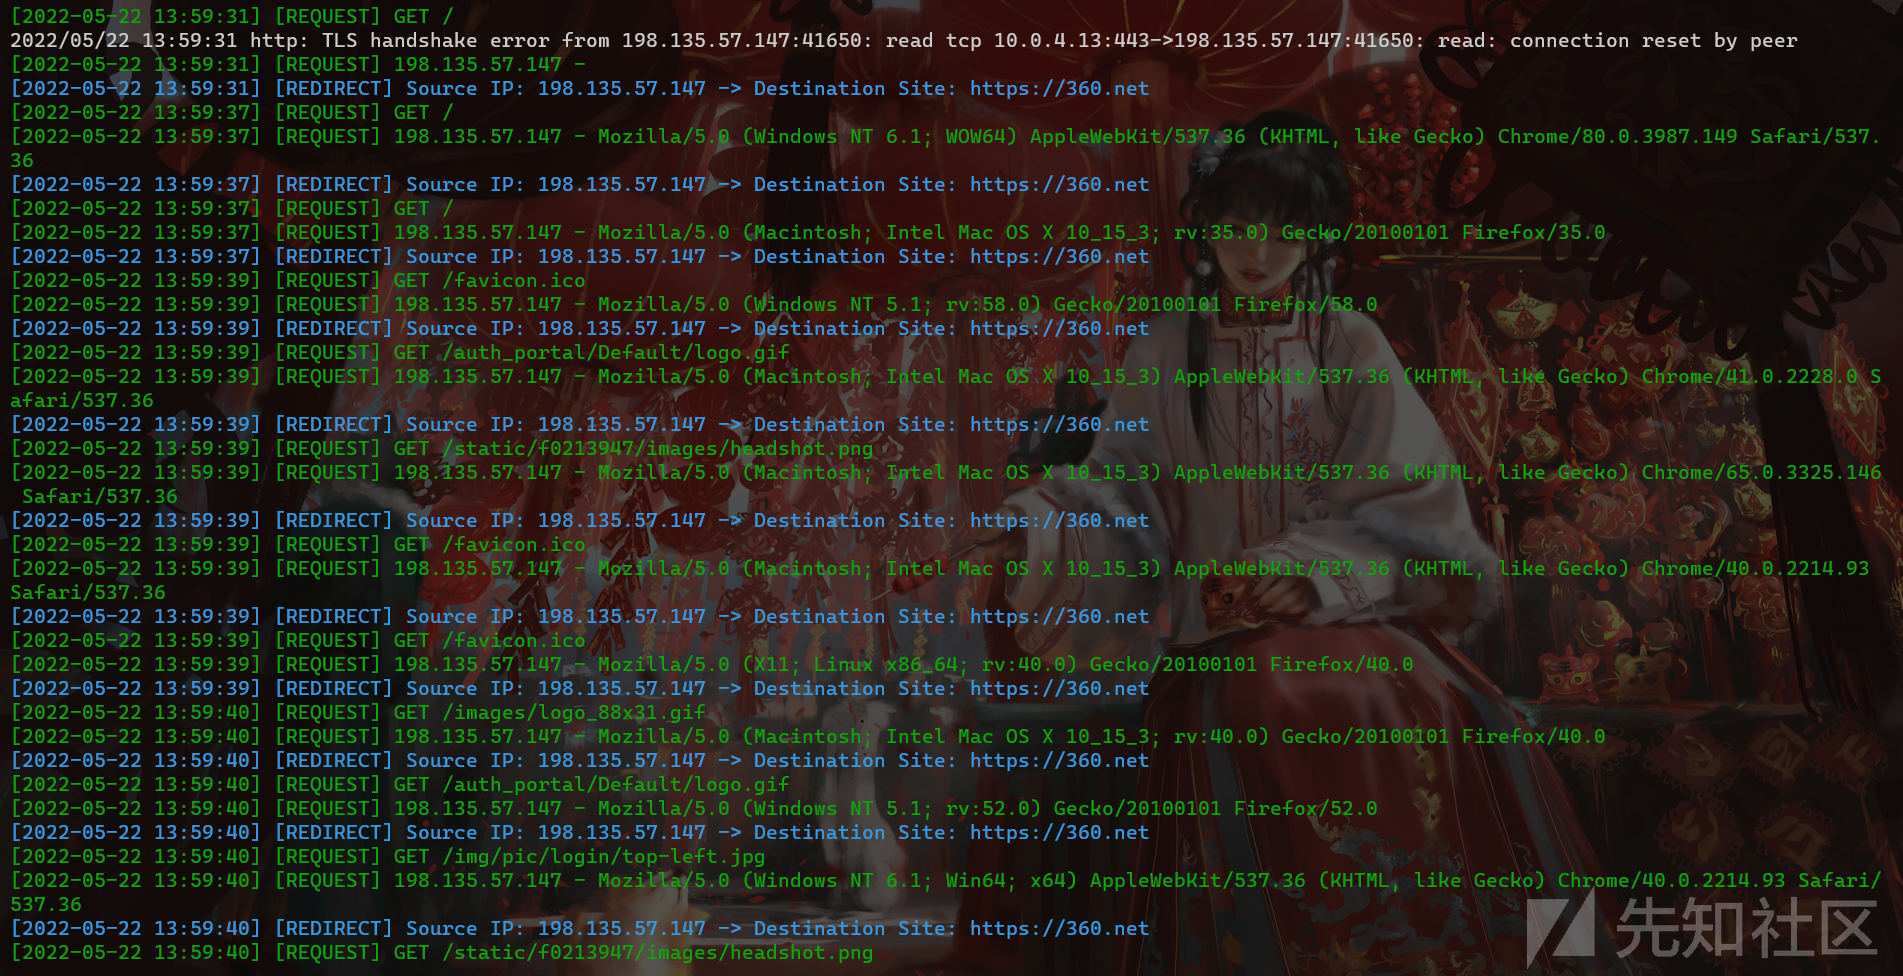 [2022-05-22 13:59:31] [REQUEST] GET /
2022/05/22 13:59:31 http: TLS handshake error from 198.135.57.147:41650: read tcp 10.0.4.13:443->198.135.57.147:41650: read: connection reset by peer
[2022-05-22 13:59:31] [REQUEST] 198.135.57.147 -
[2022-05-22 13:59:31] [REDIRECT] Source IP: 198.135.57.147 -> Destination Site: https://360.net
[2022-05-22 13:59:37] [REQUEST] GET /
[2022-05-22 13:59:37] [REQUEST] 198.135.57.147 - Mozilla/5.0 (Windows NT 6.1; WOW64) AppleWebKit/537.36 (KHTML, like Gecko) Chrome/80.0.3987.149 Safari/537.
36
[2022-05-22 13:59:37] [REDIRECT] Source IP: 198.135.57.147 -> Destination Site: https://360.net
[2022-05-22 13:59:37] [REQUEST] GET /
[2022-05-22 13:59:37] [REQUEST] 198.135.57.147 - Mozilla/5.0 (Macintosh; Intel Mac OS X 10_15_3; rv:35.0) Gecko/20100101 Firefox/35.0
[2022-05-22 13:59:37] [REDIRECT] Source IP: 198.135.57.147 -> Destination Site: https://360.net
[2022-05-22 13:59:39] [REQUEST] GET /favicon.ico
[2022-05-22 13:59:39] [REQUEST] 198.135.57.147 - Mozilla/5.0 (Windows NT 5.1; rv:58.0) Gecko/20100101 Firefox/58.0
[2022-05-22 13:59:39] [REDIRECT] Source IP: 198.135.57.147 -> Destination Site: https://360.net
[2022-05-22 13:59:39] [REQUEST] GET /auth_portal/Default/logo.gif
[2022-05-22 13:59:39] [REQUEST] 198.135.57.147 - Mozilla/5.0 (Macintosh; Intel Mac OS X 10_15_3) AppleWebKit/537.36 (KHTML, like Gecko) Chrome/41.0.2228.0 S
afari/537.36
[2022-05-22 13:59:39] [REDIRECT] Source IP: 198.135.57.147 -> Destination Site: https://360.net
[2022-05-22 13:59:39] [REQUEST] GET /static/f0213947/images/headshot.png
[2022-05-22 13:59:39] [REQUEST] 198.135.57.147 - Mozilla/5.0 (Macintosh; Intel Mac OS X 10_15_3) AppleWebKit/537.36 (KHTML, like Gecko) Chrome/65.0.3325.146
Safari/537.36
[2022-05-22 13:59:39] [REDIRECT] Source IP: 198.135.57.147 -> Destination Site: https://360.net
[2022-05-22 13:59:39] [REQUEST] GET /favicon.ico
[2022-05-22 13:59:39] [REQUEST] 198.135.57.147 - Mozilla/5.0 (Macintosh; Intel Mac OS X 10_15_3) AppleWebKit/537.36 (KHTML, like Gecko) Chrome/40.0.2214.93
Safari/537.36
[2022-05-22 13:59:39] [REDIRECT] Source IP: 198.135.57.147 -> Destination Site: https://360.net
[2022-05-22 13:59:39] [REQUEST] GET /favicon.ico
[2022-05-22 13:59:39] [REQUEST] 198.135.57.147 - Mozilla/5.0 (X11; Linux x86_64; rv:40.0) Gecko/20100101 Firefox/40.0
[2022-05-22 13:59:39] [REDIRECT] Source IP: 198.135.57.147 -> Destination Site: https://360.net
[2022-05-22 13:59:40] [REQUEST] GET /images/logo_88x31.gif
[2022-05-22 13:59:40] [REQUEST] 198.135.57.147 - Mozilla/5.0 (Macintosh; Intel Mac OS X 10_15_3; rv:40.0) Gecko/20100101 Firefox/40.0
[2022-05-22 13:59:40] [REDIRECT] Source IP: 198.135.57.147 -> Destination Site: https://360.net
[2022-05-22 13:59:40] [REQUEST] GET /auth_portal/Default/logo.gif
[2022-05-22 13:59:40] [REQUEST] 198.135.57.147 - Mozilla/5.0 (Windows NT 5.1; rv:52.0) Gecko/20100101 Firefox/52.0
[2022-05-22 13:59:40] [REDIRECT] Source IP: 198.135.57.147 -> Destination Site: https://360.net
[2022-05-22 13:59:40] [REQUEST] GET /img/pic/login/top-left.jpg
[2022-05-22 13:59:40] [REQUEST] 198.135.57.147 - Mozilla/5.0 (Windows NT 6.1; Win64; x64) AppleWebKit/537.36 (KHTML, like Gecko) Chrome/40.0.2214.93 Safari/
537.36
[2022-05-22 13:59:40] [REDIRECT] Source IP: 198.135.57.147 -> Destination Site: https://360.net
[2022-05-22 13:59:40] [REQUEST] GET /static/f0213947/images/headshot.png
先知社区